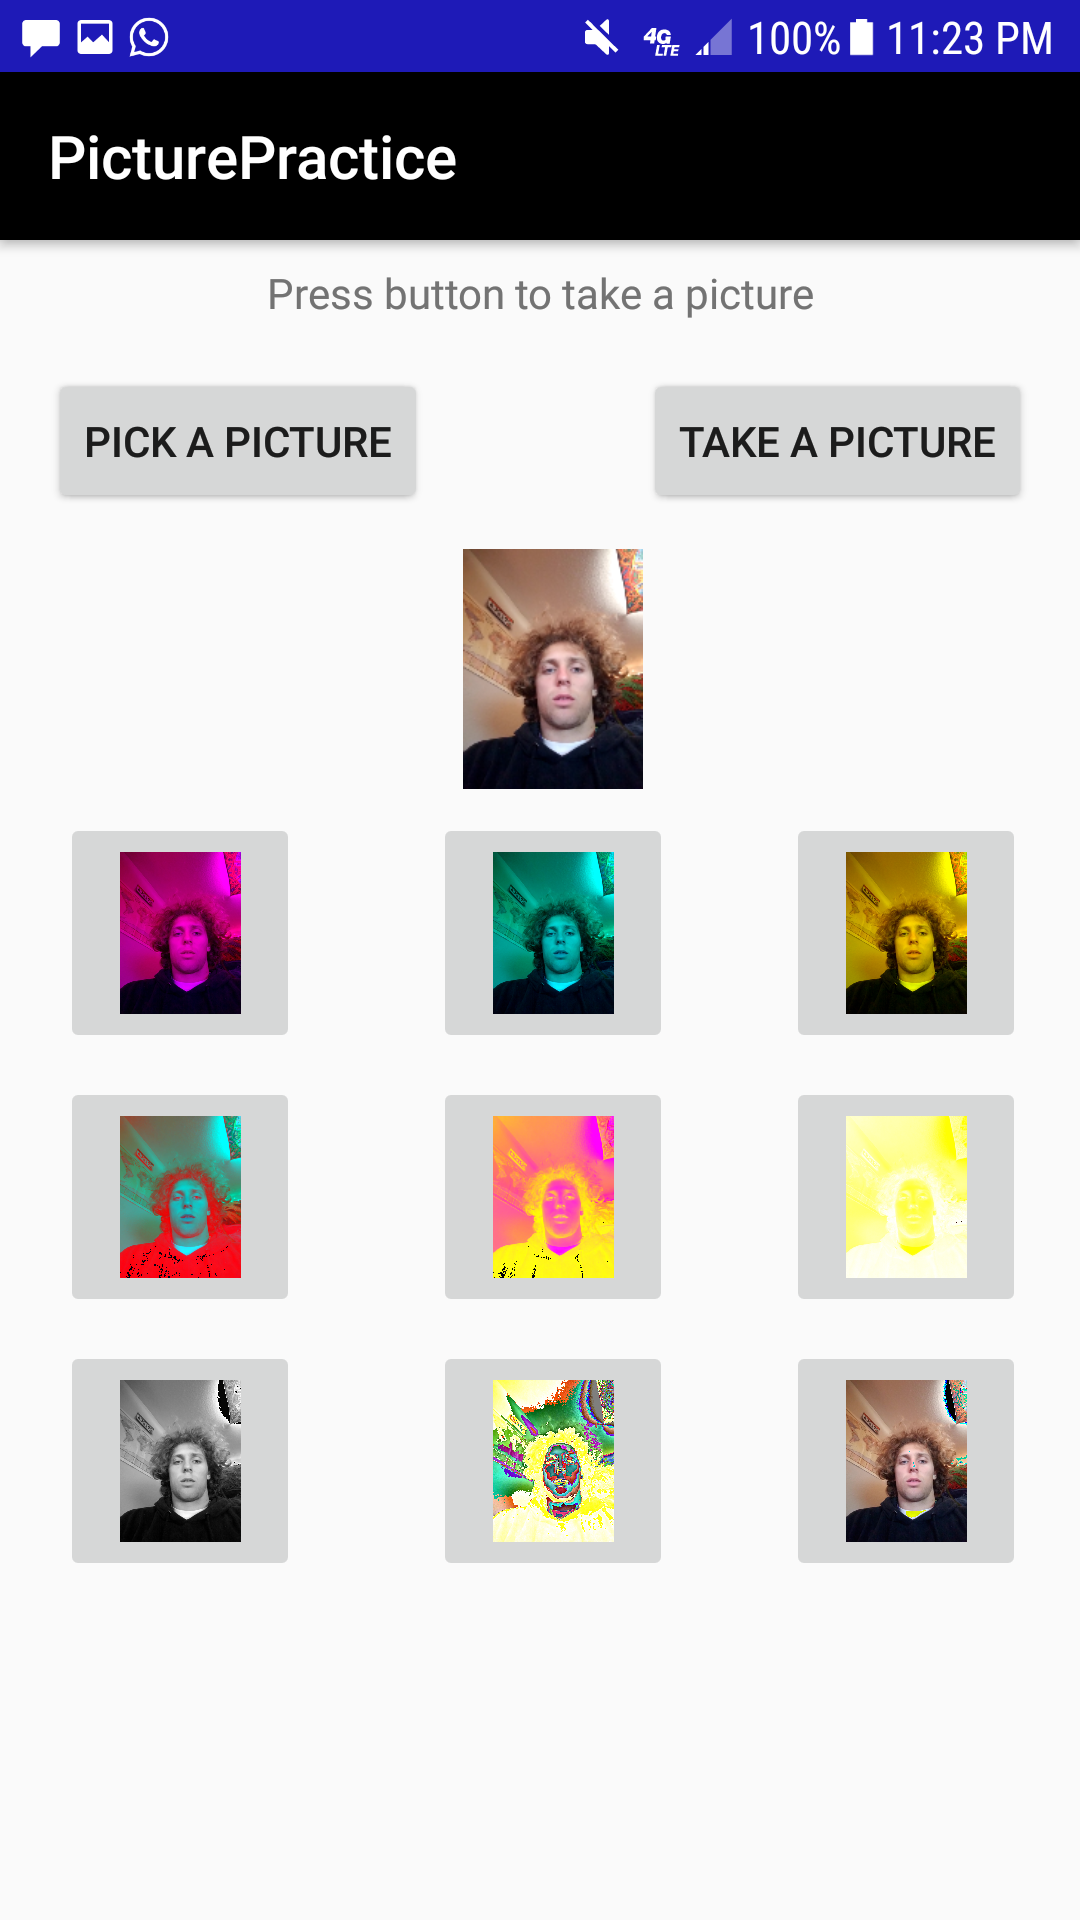 4G LTE 100% 11:23 PM
PicturePractice
Press button to take a picture
PICK A PICTURE TAKE A PICTURE